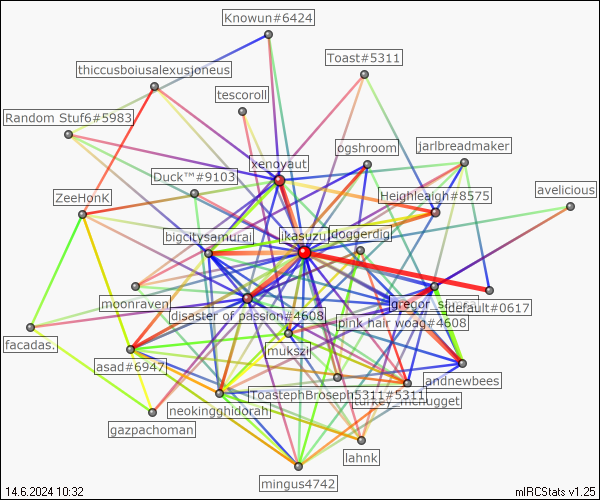 Knowun#6424
Toast#5311
thiccusboiusalexusjoneus
tescoroll
Random Stuf6#5983
ogshroom
jarlbreadmaker
xenoyaut
Duck™#9103
Heighleaigh#8575
avelicious
ZeeHonK
bigcitysamurai
ikasuzu
doggerdig
moonraven
gregor_samsa
default#0617
disaster of passion#4608
pink hair woag#4608
facadas.
mukszii
asad#6947
andnewbees
ToastephBroseph5311#5311
turkey_mcnugget
neokingghidorah
gazpachoman
lahnk
mingus4742
14.6.2024 10:32
mIRCStats v1.25